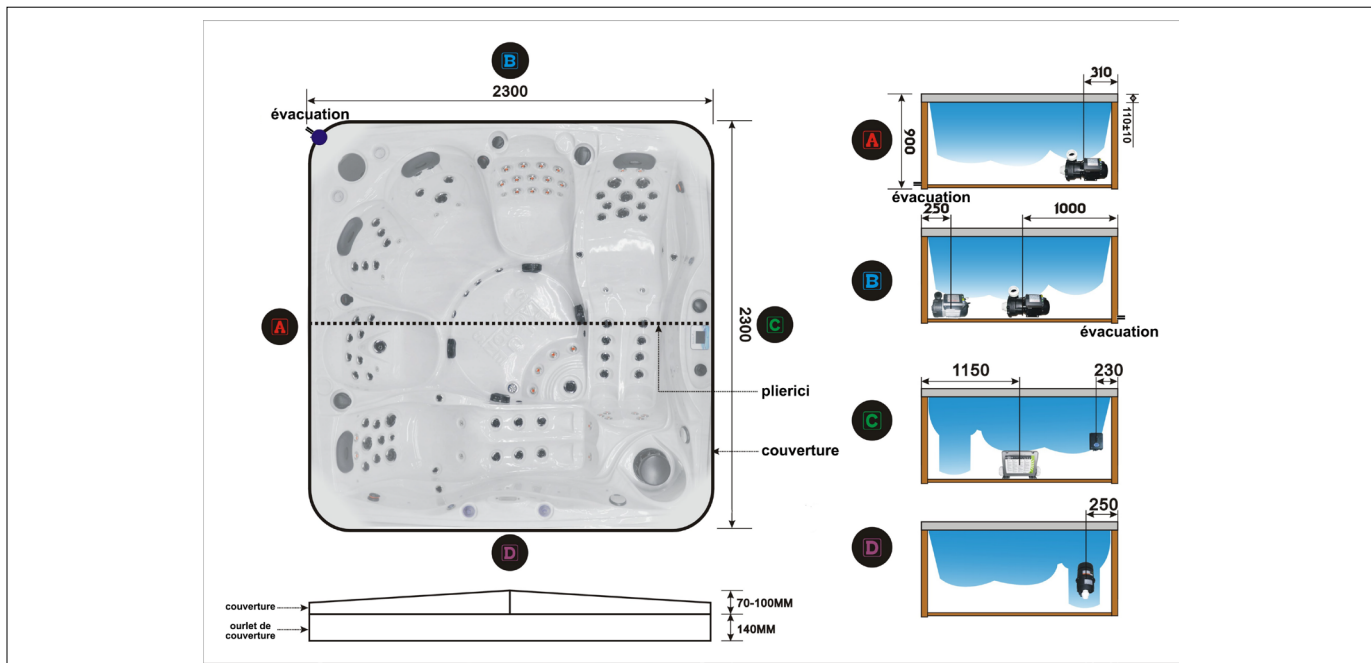 B
2300
évacuation
A
C
2300
plierici
couverture
D
couverture
70-100MM
ourlet de
couverture
140MM
310
A
900
110±10
évacuation
250
1000
B
évacuation
1150
230
C
250
D